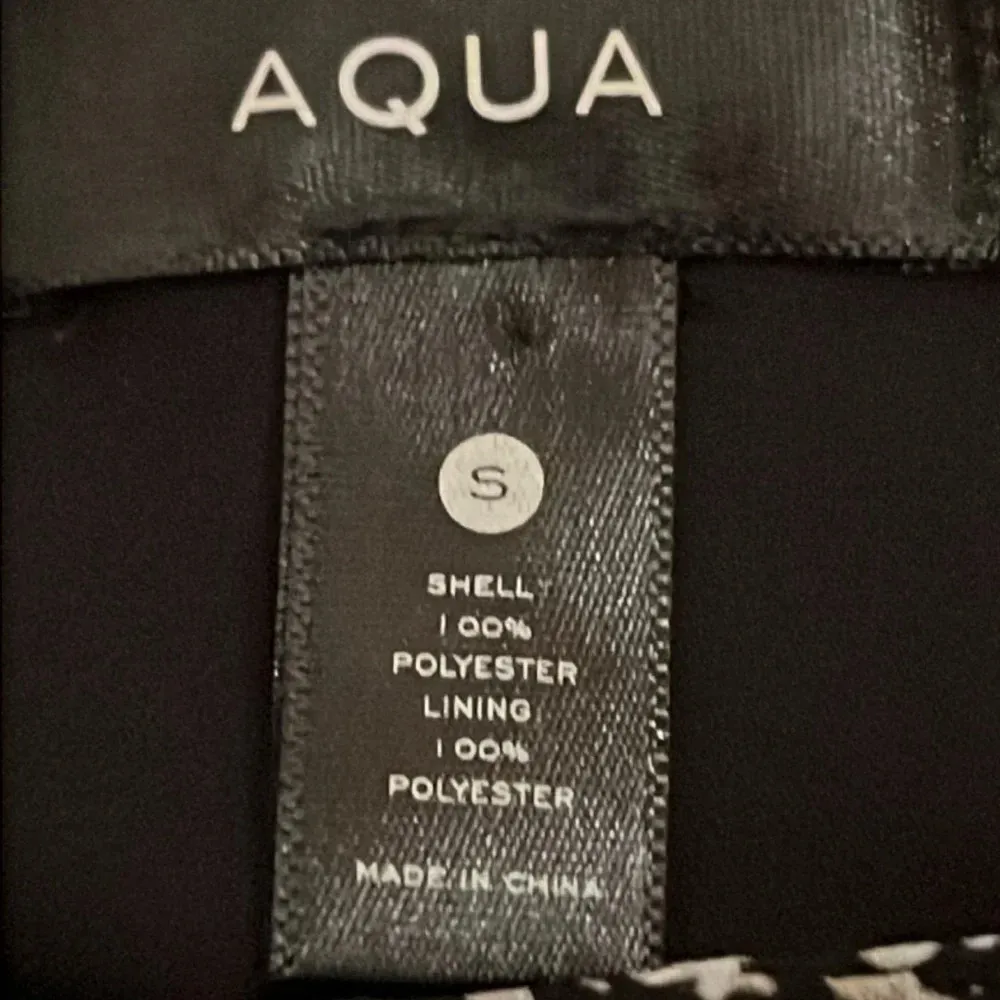 AQUA
S
SHELL
100%
POLYESTER
LINING
100%
POLYESTER
MADE IN CHINA